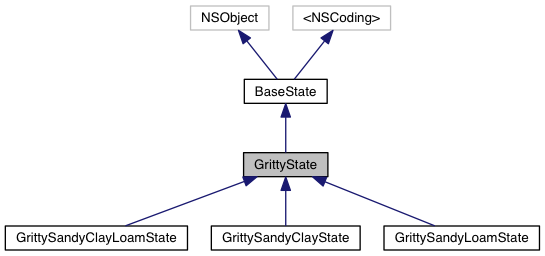 NSObject
<NSCoding>
BaseState
GrittyState
GrittySandyClayLoamState
GrittySandyClayState
GrittySandyLoamState